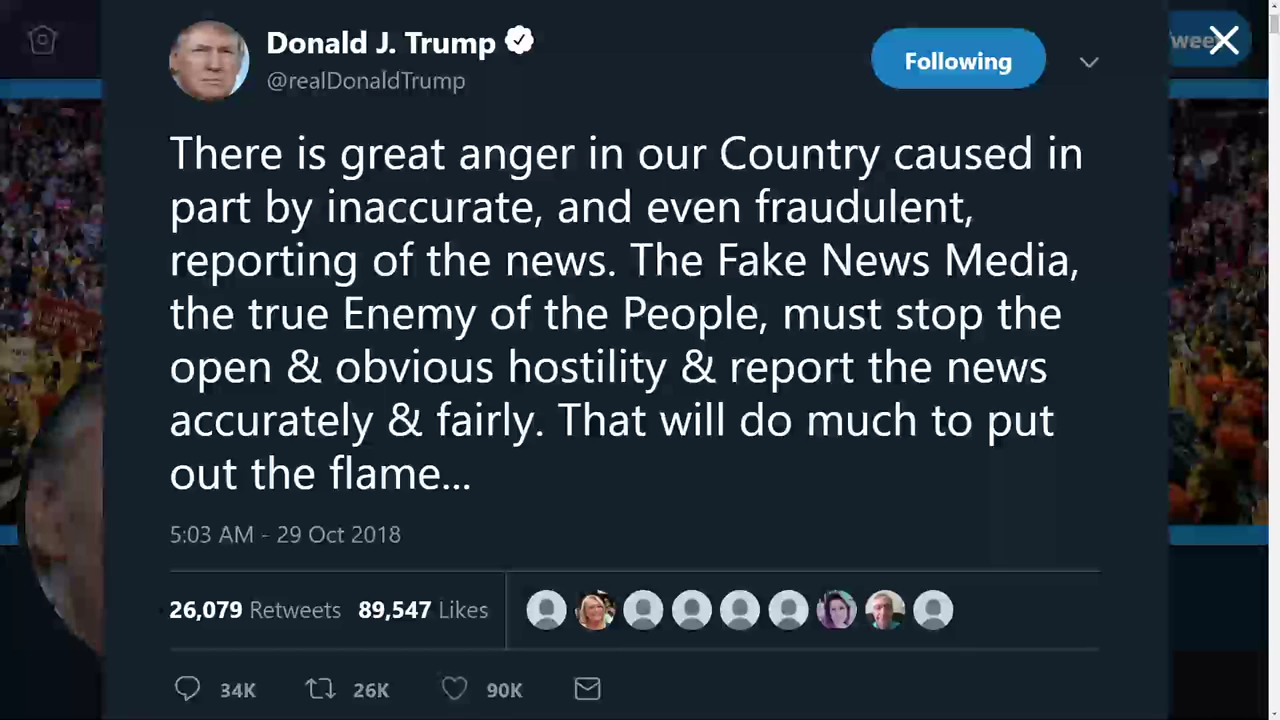 Donald J. Trump
@realDonaldTrump
Following
There is great anger in our Country caused in
part by inaccurate, and even fraudulent,
reporting of the news. The Fake News Media,
the true Enemy of the People, must stop the
open & obvious hostility & report the news
accurately & fairly. That will do much to put
out the flame...
5:03 AM - 29 Oct 2018
26,079 Retweets 89,547 Likes
34K 26K 90K